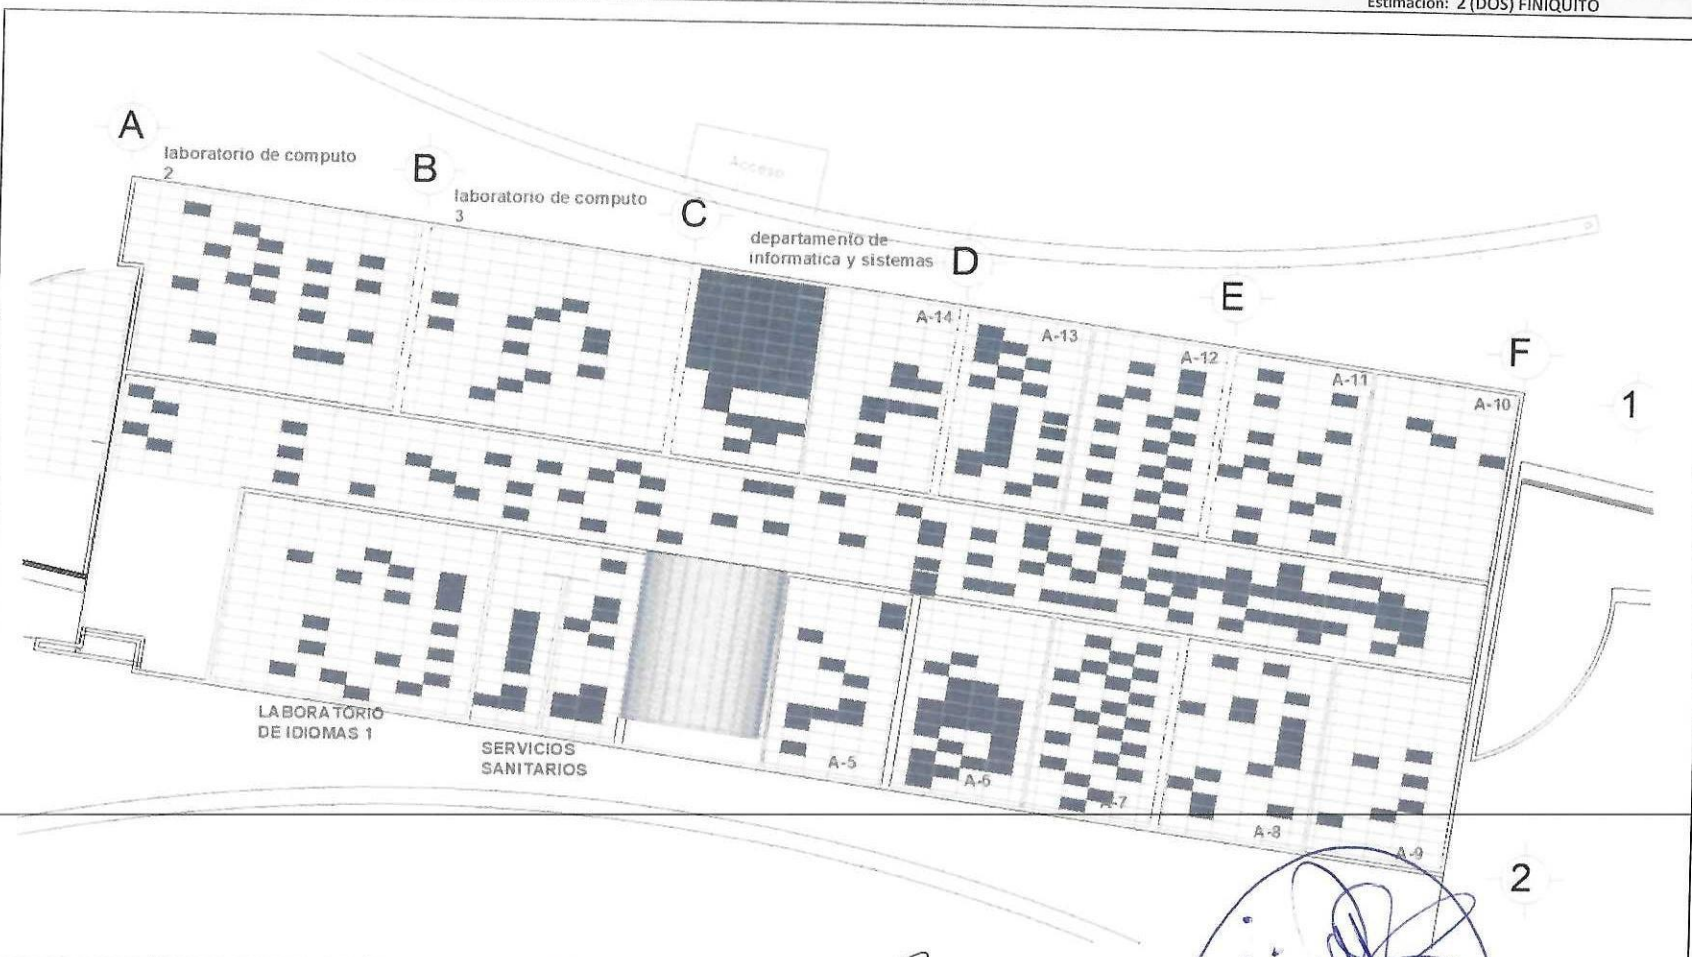 Estimación: 2 (DOS) FINIQUITO
A
laboratorio de computo
2
B
laboratorio de computo
3
Acceso
C
departamento de
informatica y sistemas
D
E
F
1
A-14
A-13
A-12
A-11
A-10
LABORATORIO
DE IDIOMAS 1
SERVICIOS
SANITARIOS
A-5
A-6
A-7
A-8
A-9
2